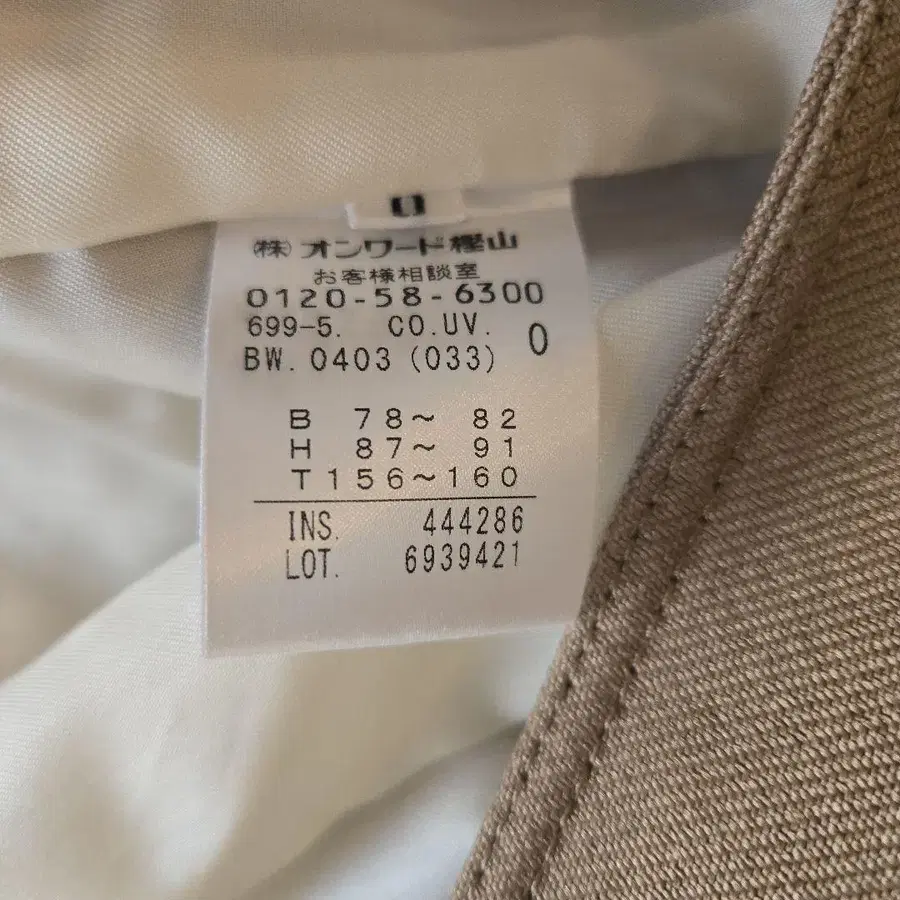 0
㈱ オンワード樫山
お客様相談室
0120-58-6300
699-5. CO.UV. 0
BW. 0403 (033)
B 78〜 82
H 87〜 91
T156〜160
INS. 444286
LOT. 6939421